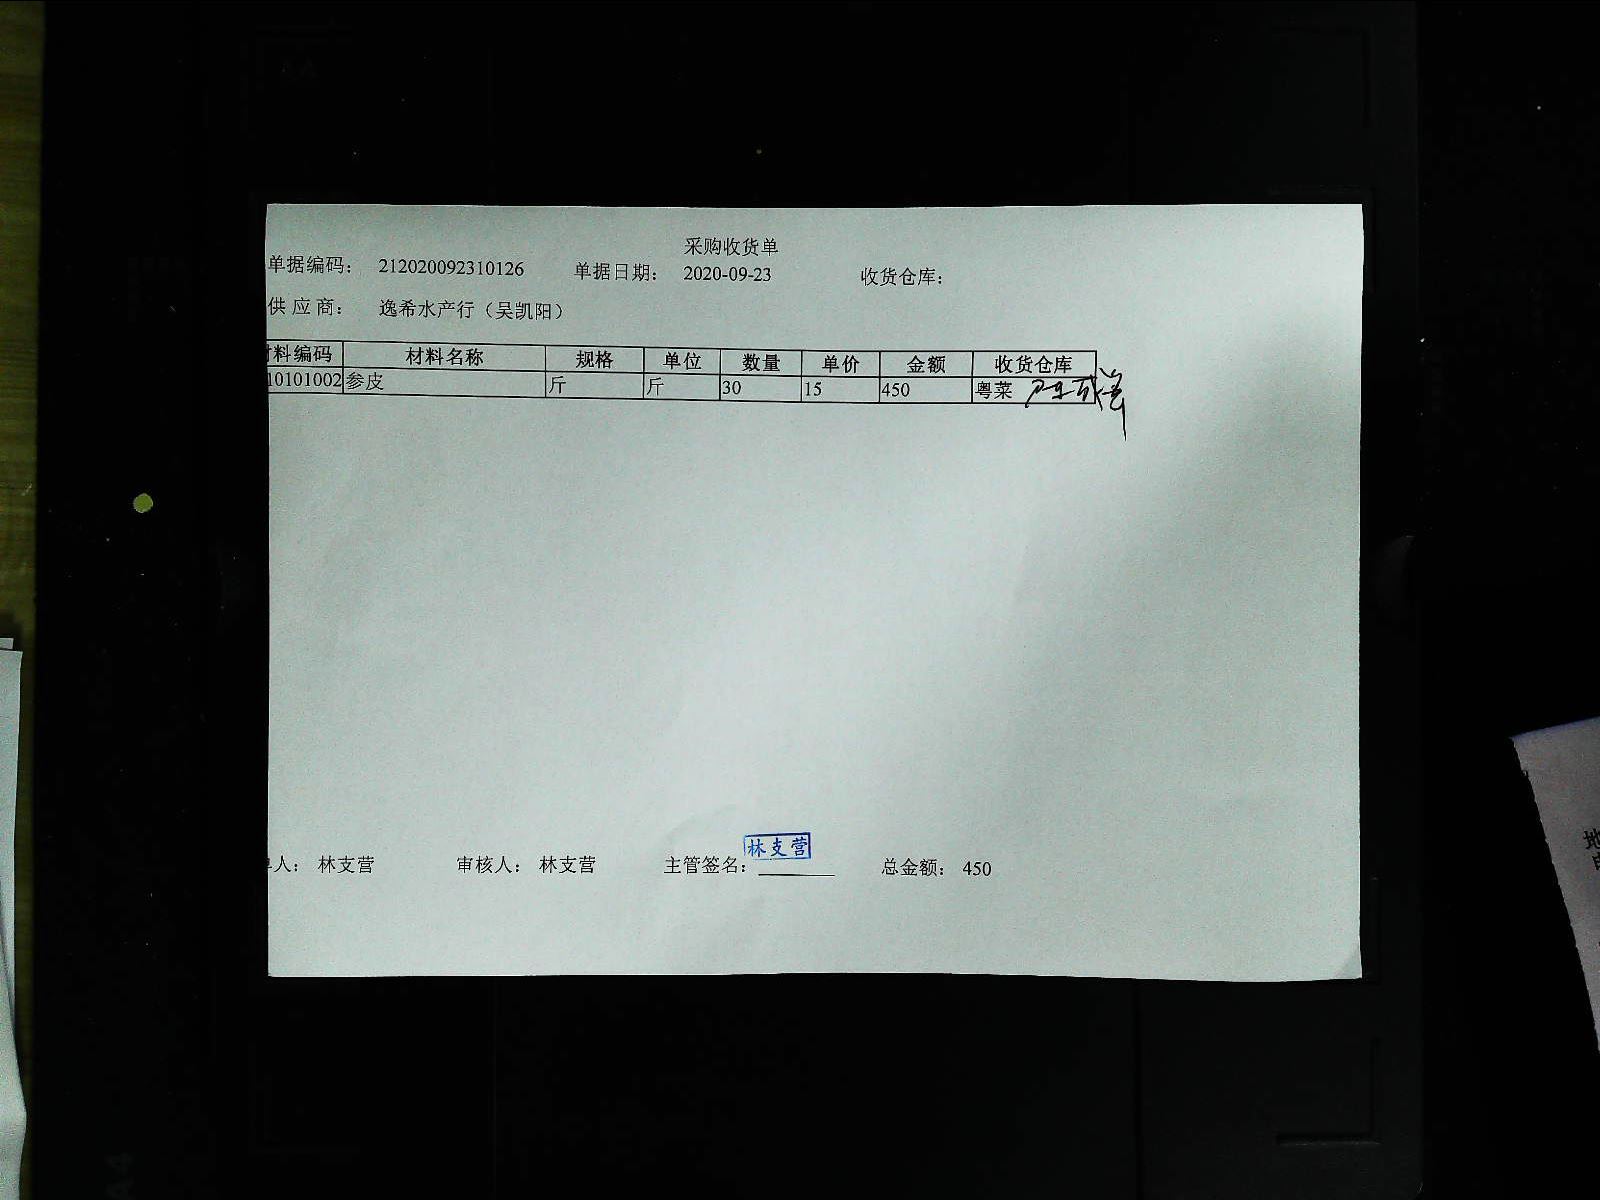 采购收货单
单据编码： 212020092310126 单据日期： 2020-09-23 收货仓库：
供 应 商： 逸希水产行（吴凯阳）
材料编码 材料名称 规格 单位 数量 单价 金额 收货仓库
10101002 参皮 斤 斤 30 15 450 粤菜
林支营
单人： 林支营 审核人： 林支营 主管签名： 总金额： 450